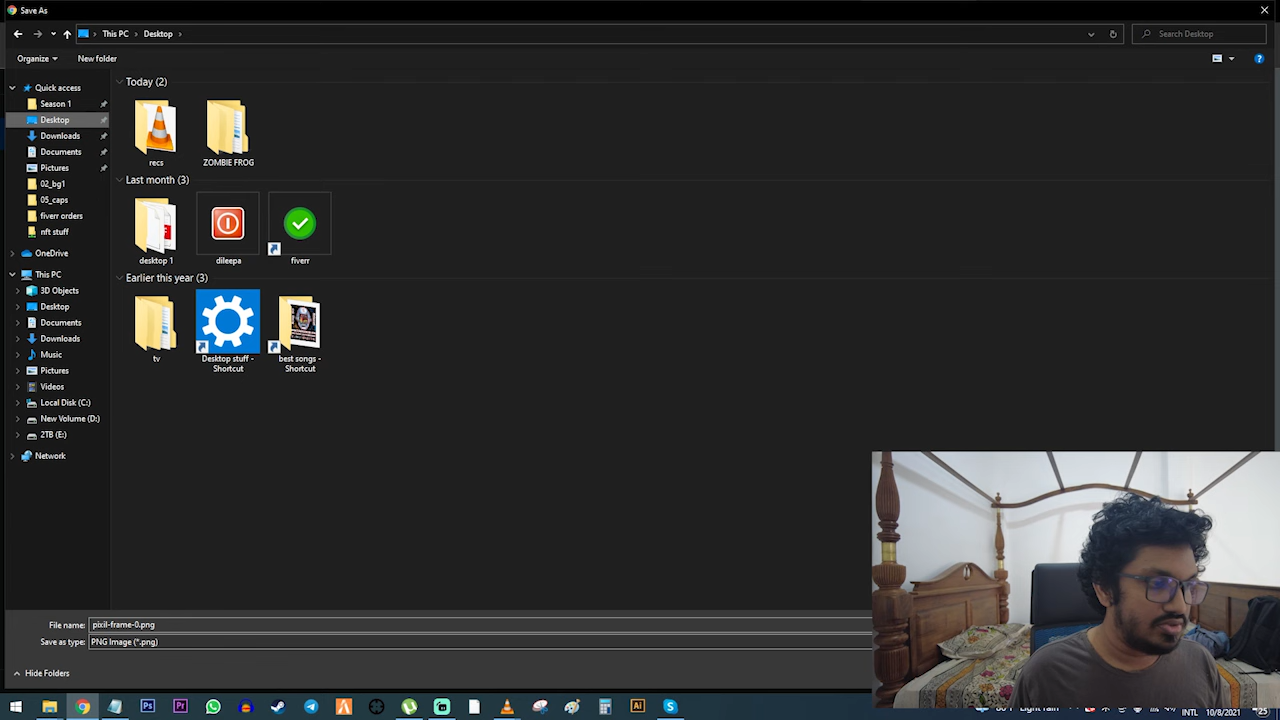 Save As
This PC
Desktop
Search Desktop
Organize
New folder
Quick access
Season 1
Desktop
Downloads
Documents
Pictures
02_bg1
05_caps
fiverr orders
nft stuff
OneDrive
This PC
3D Objects
Desktop
Documents
Downloads
Music
Pictures
Videos
Local Disk (C:)
New Volume (D:)
2TB (E:)
Network
Today (2)
recs
ZOMBIE FROG
Last month (3)
desktop 1
dileepa
fiverr
Earlier this year (3)
tv
Desktop stuff -
Shortcut
best songs -
Shortcut
File name:
pixil-frame-0.png
Save as type:
PNG Image (*.png)
Hide Folders
Ps
Pr
Ai
INTL
10/8/2021
25